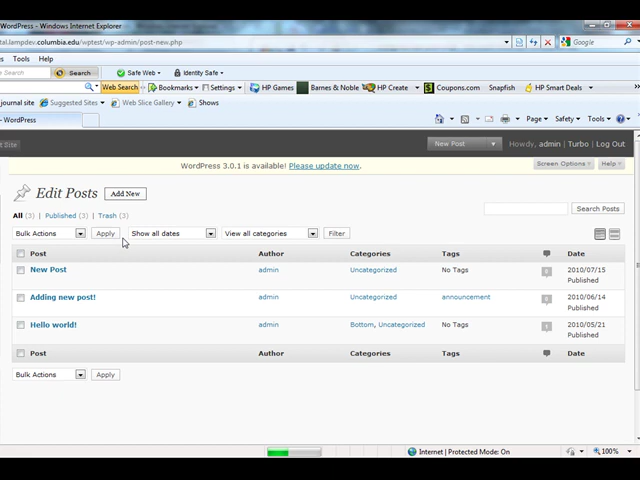 WordPress - Windows Internet Explorer
tal.lampdev.columbia.edu/wptest/wp-admin/post-new.php
Google
Tools Help
Search Safe Web Identity Safe
Web Search Bookmarks Settings HP Games Barnes & Noble HP Create Coupons.com Snapfish HP Smart Deals
journal site Suggested Sites Web Slice Gallery Shows
- WordPress
Page Safety Tools
t Site New Post Howdy, admin | Turbo | Log Out
WordPress 3.0.1 is available! Please update now.
Screen Options Help
Edit Posts Add New
All (3) | Published (3) | Trash (3)
Search Posts
Bulk Actions Apply Show all dates View all categories Filter
Post Author Categories Tags Date
New Post admin Uncategorized No Tags 0 2010/07/15
Published
Adding new post! admin Uncategorized announcement 0 2010/06/14
Published
Hello world! admin Bottom, Uncategorized No Tags 1 2010/05/21
Published
Post Author Categories Tags Date
Bulk Actions Apply
Internet | Protected Mode: On 100%